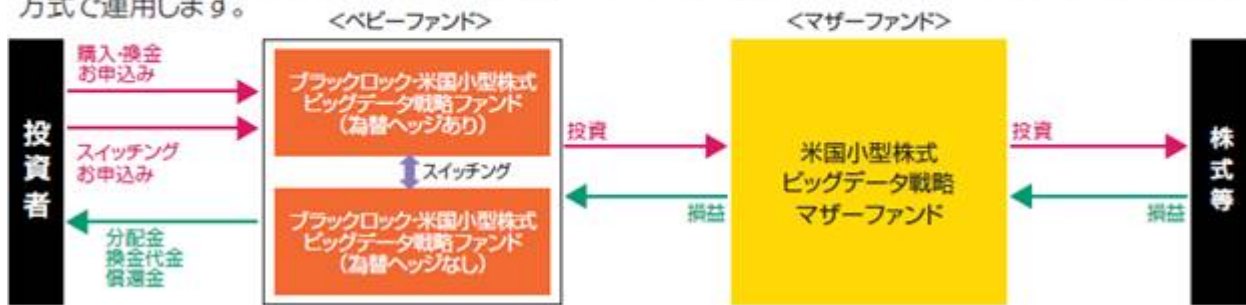 方式で運用します。
<ベビーファンド>
<マザーファンド>
投資者
購入・換金
お申込み
スイッチング
お申込み
分配金
換金代金
償還金
ブラックロック・米国小型株式
ビッグデータ戦略ファンド
(為替ヘッジあり)
スイッチング
ブラックロック・米国小型株式
ビッグデータ戦略ファンド
(為替ヘッジなし)
投資
損益
米国小型株式
ビッグデータ戦略
マザーファンド
投資
損益
株式等